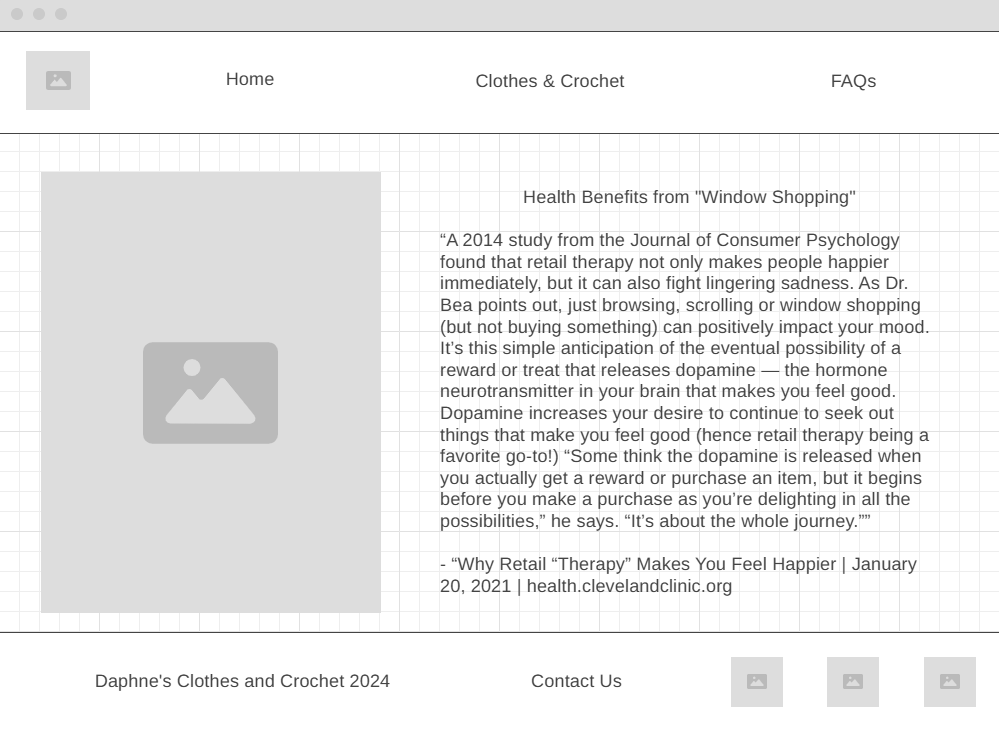 Home
Clothes & Crochet
FAQs
Health Benefits from "Window Shopping"
“A 2014 study from the Journal of Consumer Psychology
found that retail therapy not only makes people happier
immediately, but it can also fight lingering sadness. As Dr.
Bea points out, just browsing, scrolling or window shopping
(but not buying something) can positively impact your mood.
It’s this simple anticipation of the eventual possibility of a
reward or treat that releases dopamine — the hormone
neurotransmitter in your brain that makes you feel good.
Dopamine increases your desire to continue to seek out
things that make you feel good (hence retail therapy being a
favorite go-to!) “Some think the dopamine is released when
you actually get a reward or purchase an item, but it begins
before you make a purchase as you’re delighting in all the
possibilities,” he says. “It’s about the whole journey.””
- “Why Retail “Therapy” Makes You Feel Happier | January
20, 2021 | health.clevelandclinic.org
Daphne's Clothes and Crochet 2024
Contact Us